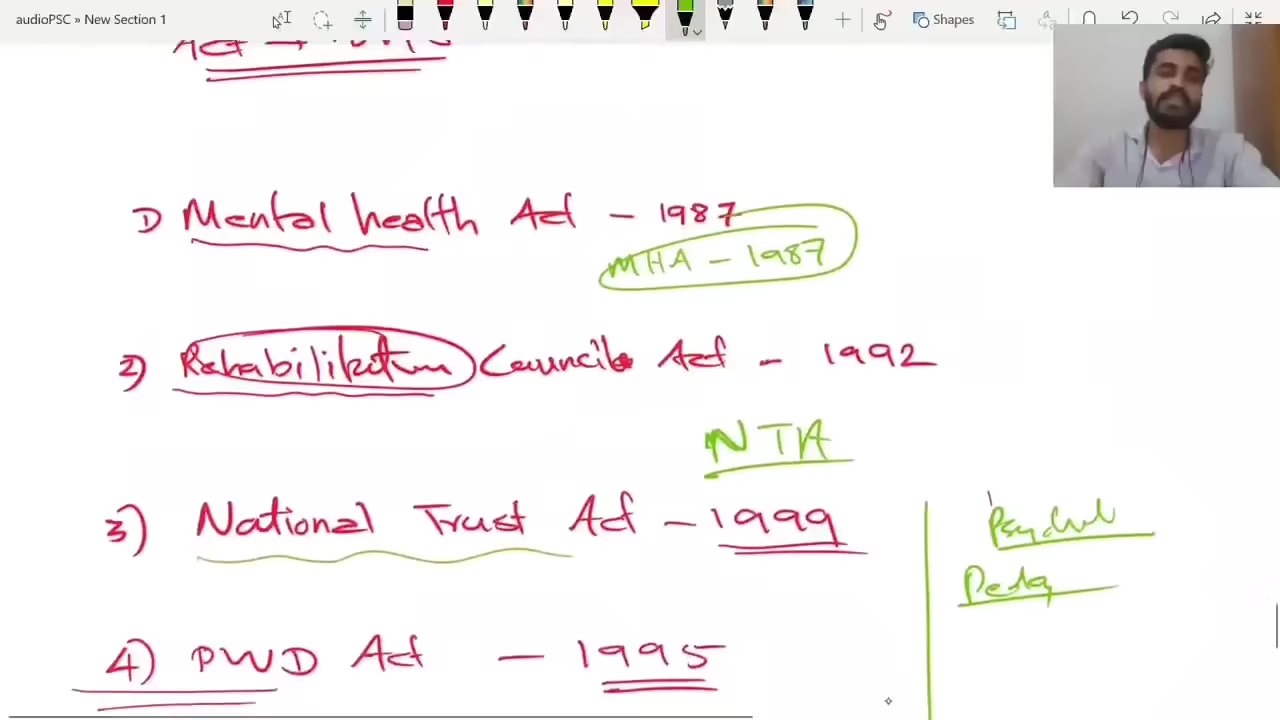 audioPSC » New Section 1
Shapes
1) Mental health Act - 1987
MHA - 1987
2) Rehabilitation Council Act - 1992
NTA
3) National Trust Act - 1999
4) PWD Act - 1995